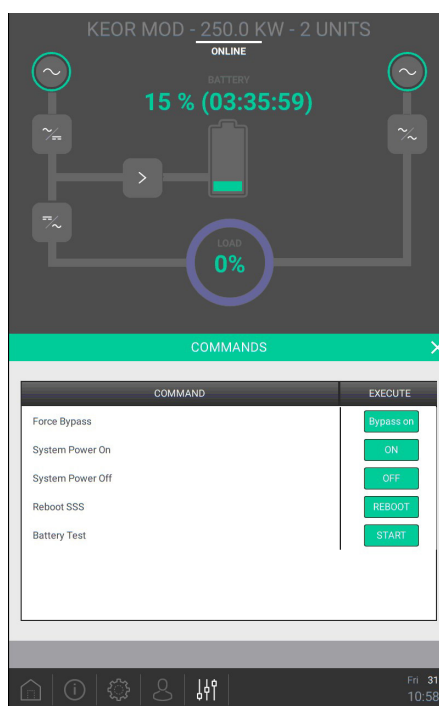 KEOR MOD - 250.0 KW - 2 UNITS
ONLINE
BATTERY
15 % (03:35:59)
LOAD
0%
COMMANDS
COMMAND EXECUTE
Force Bypass Bypass on
System Power On ON
System Power Off OFF
Reboot SSS REBOOT
Battery Test START
Fri 31
10:58